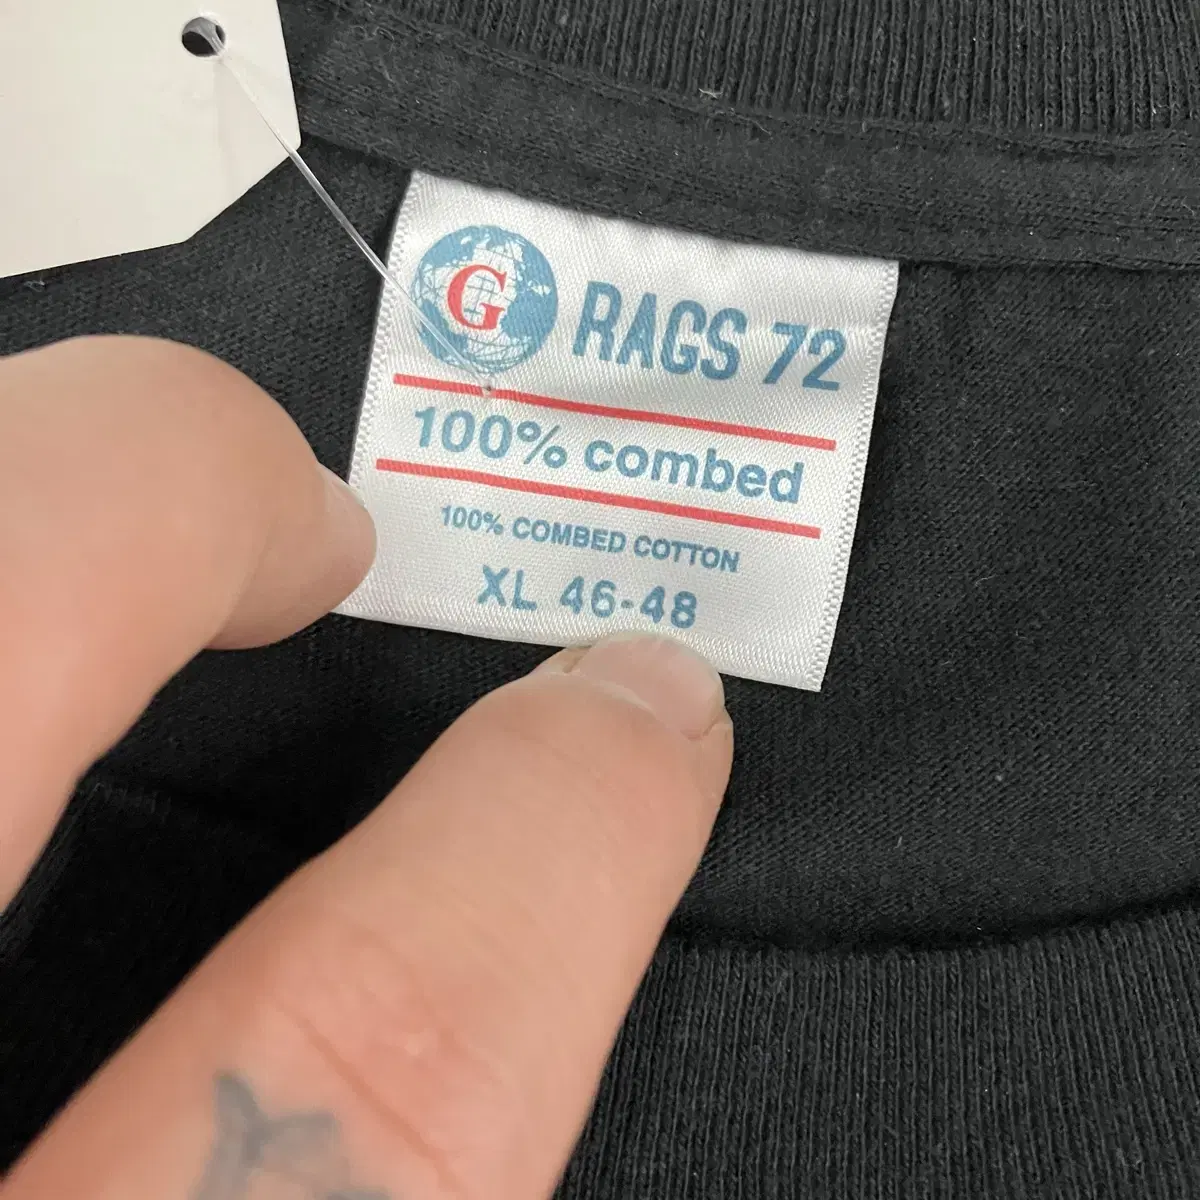 G RAGS 72
100% combed
100% COMBED COTTON
XL 46-48